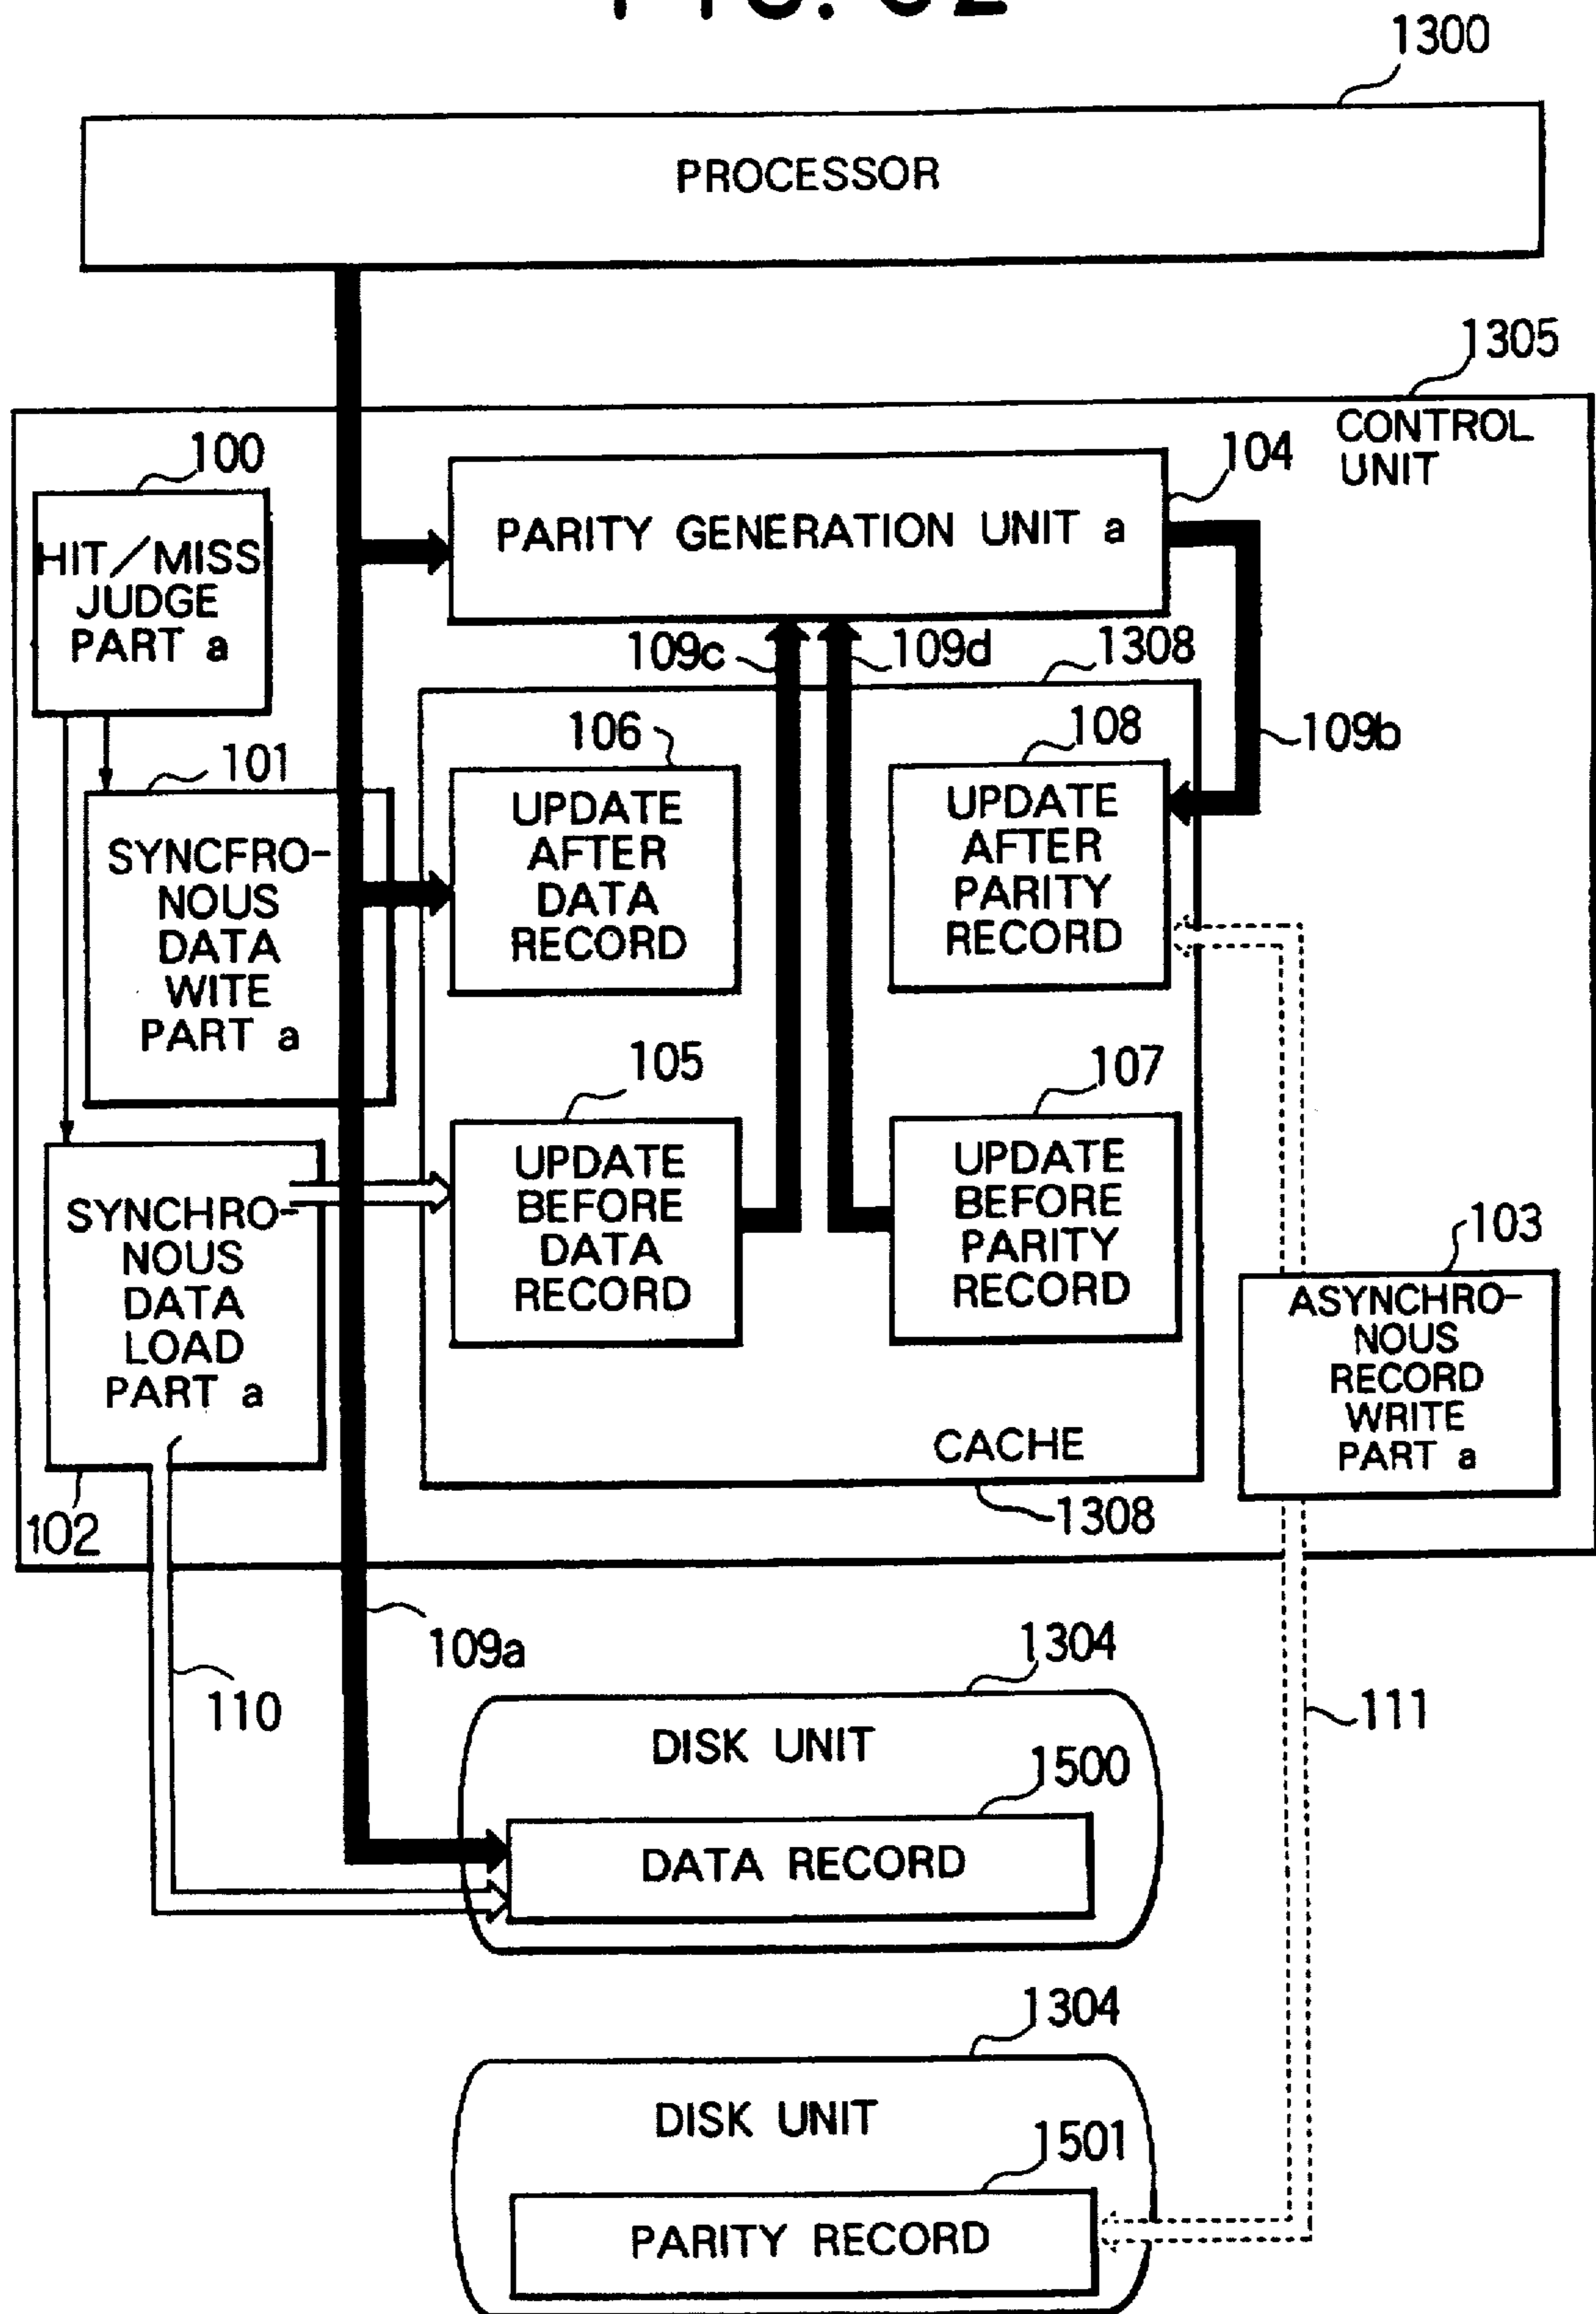 1300
PROCESSOR
1305
CONTROL
UNIT
100
HIT/MISS
JUDGE
PART a
104
PARITY GENERATION UNIT a
109c
109d
1308
109b
101
SYNCFRO-
NOUS
DATA
WITE
PART a
106
UPDATE
AFTER
DATA
RECORD
108
UPDATE
AFTER
PARITY
RECORD
105
UPDATE
BEFORE
DATA
RECORD
107
UPDATE
BEFORE
PARITY
RECORD
SYNCHRO-
NOUS
DATA
LOAD
PART a
102
103
ASYNCHRO-
NOUS
RECORD
WRITE
PART a
CACHE
1308
109a
110
111
1304
DISK UNIT
1500
DATA RECORD
1304
DISK UNIT
1501
PARITY RECORD